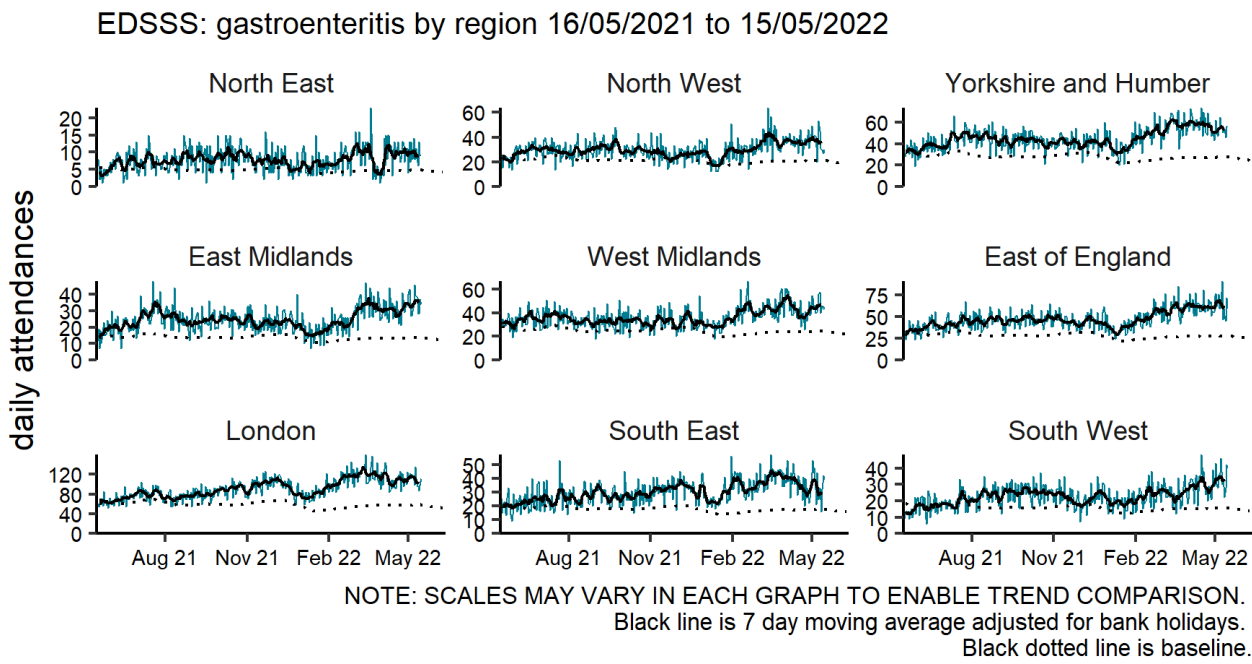 EDSSS: gastroenteritis by region 16/05/2021 to 15/05/2022
daily attendances
North East
20
15
10
5
0
North West
60
40
20
0
Yorkshire and Humber
60
40
20
0
East Midlands
40
30
20
10
0
West Midlands
60
40
20
0
East of England
75
50
25
0
London
120
80
40
0
South East
50
40
30
20
10
0
South West
40
30
20
10
0
Aug 21 Nov 21 Feb 22 May 22
Aug 21 Nov 21 Feb 22 May 22
Aug 21 Nov 21 Feb 22 May 22
NOTE: SCALES MAY VARY IN EACH GRAPH TO ENABLE TREND COMPARISON.
Black line is 7 day moving average adjusted for bank holidays.
Black dotted line is baseline.